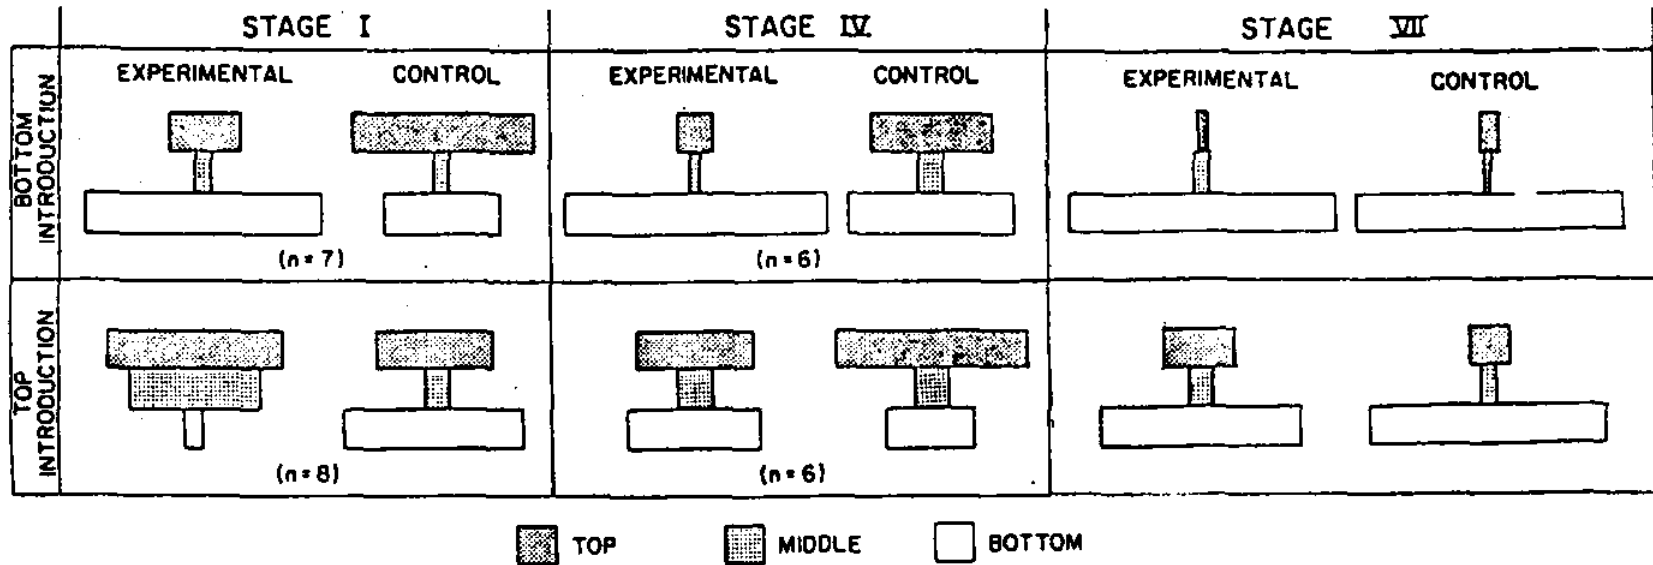 STAGE I
STAGE IV
STAGE VII
BOTTOM
INTRODUCTION
EXPERIMENTAL
CONTROL
EXPERIMENTAL
CONTROL
EXPERIMENTAL
CONTROL
(n=7)
(n=6)
TOP
INTRODUCTION
(n=8)
(n=6)
TOP
MIDDLE
BOTTOM